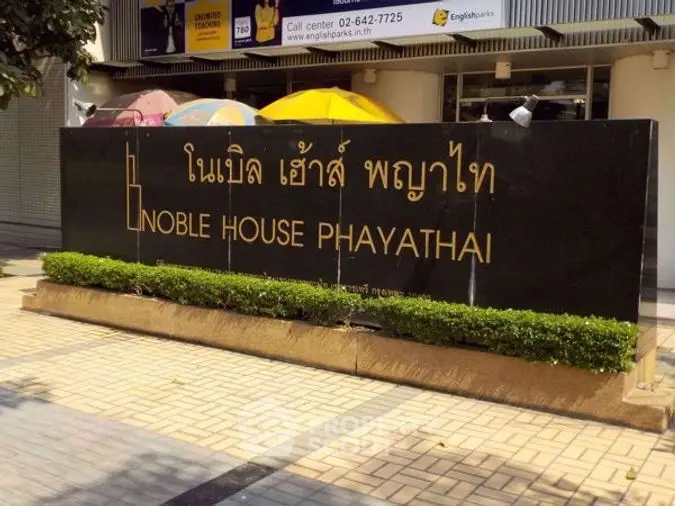 UNLIMITED
COACHING
780
Call center 02-642-7725
www.englishparks.in.th
Englishparks
โนเบิล เฮ้าส์ พญาไท
NOBLE HOUSE PHAYATHAI
PROPERTY